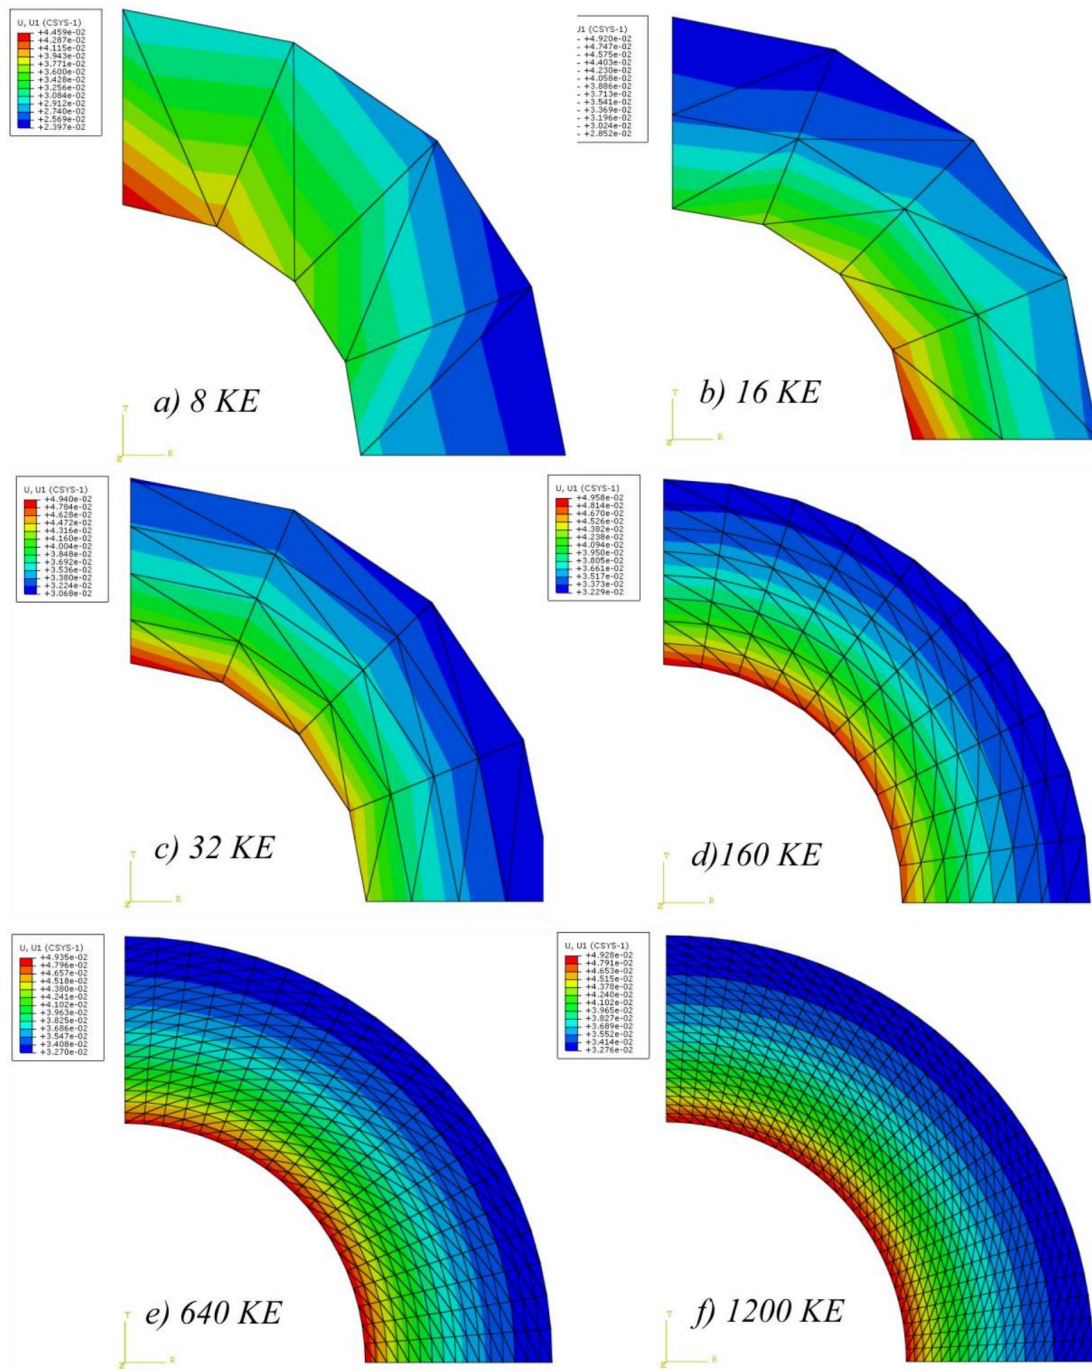 U, U1 (CSYS-1)
+4.459e-02
+4.287e-02
+4.115e-02
+3.943e-02
+3.771e-02
+3.600e-02
+3.428e-02
+3.256e-02
+3.084e-02
+2.912e-02
+2.740e-02
+2.569e-02
+2.397e-02
a) 8 KE
T
Z
R
J1 (CSYS-1)
+4.920e-02
+4.747e-02
+4.575e-02
+4.403e-02
+4.230e-02
+4.058e-02
+3.886e-02
+3.713e-02
+3.541e-02
+3.369e-02
+3.196e-02
+3.024e-02
+2.852e-02
b) 16 KE
T
Z
R
U, U1 (CSYS-1)
+4.940e-02
+4.784e-02
+4.628e-02
+4.472e-02
+4.316e-02
+4.160e-02
+4.004e-02
+3.848e-02
+3.692e-02
+3.536e-02
+3.380e-02
+3.224e-02
+3.068e-02
c) 32 KE
T
Z
R
U, U1 (CSYS-1)
+4.958e-02
+4.814e-02
+4.670e-02
+4.526e-02
+4.382e-02
+4.238e-02
+4.094e-02
+3.950e-02
+3.805e-02
+3.661e-02
+3.517e-02
+3.373e-02
+3.229e-02
d)160 KE
T
Z
R
U, U1 (CSYS-1)
+4.935e-02
+4.796e-02
+4.657e-02
+4.518e-02
+4.380e-02
+4.241e-02
+4.102e-02
+3.963e-02
+3.825e-02
+3.686e-02
+3.547e-02
+3.408e-02
+3.270e-02
e) 640 KE
T
Z
R
U, U1 (CSYS-1)
+4.928e-02
+4.791e-02
+4.653e-02
+4.515e-02
+4.378e-02
+4.240e-02
+4.102e-02
+3.965e-02
+3.827e-02
+3.689e-02
+3.552e-02
+3.414e-02
+3.276e-02
f) 1200 KE
T
Z
R